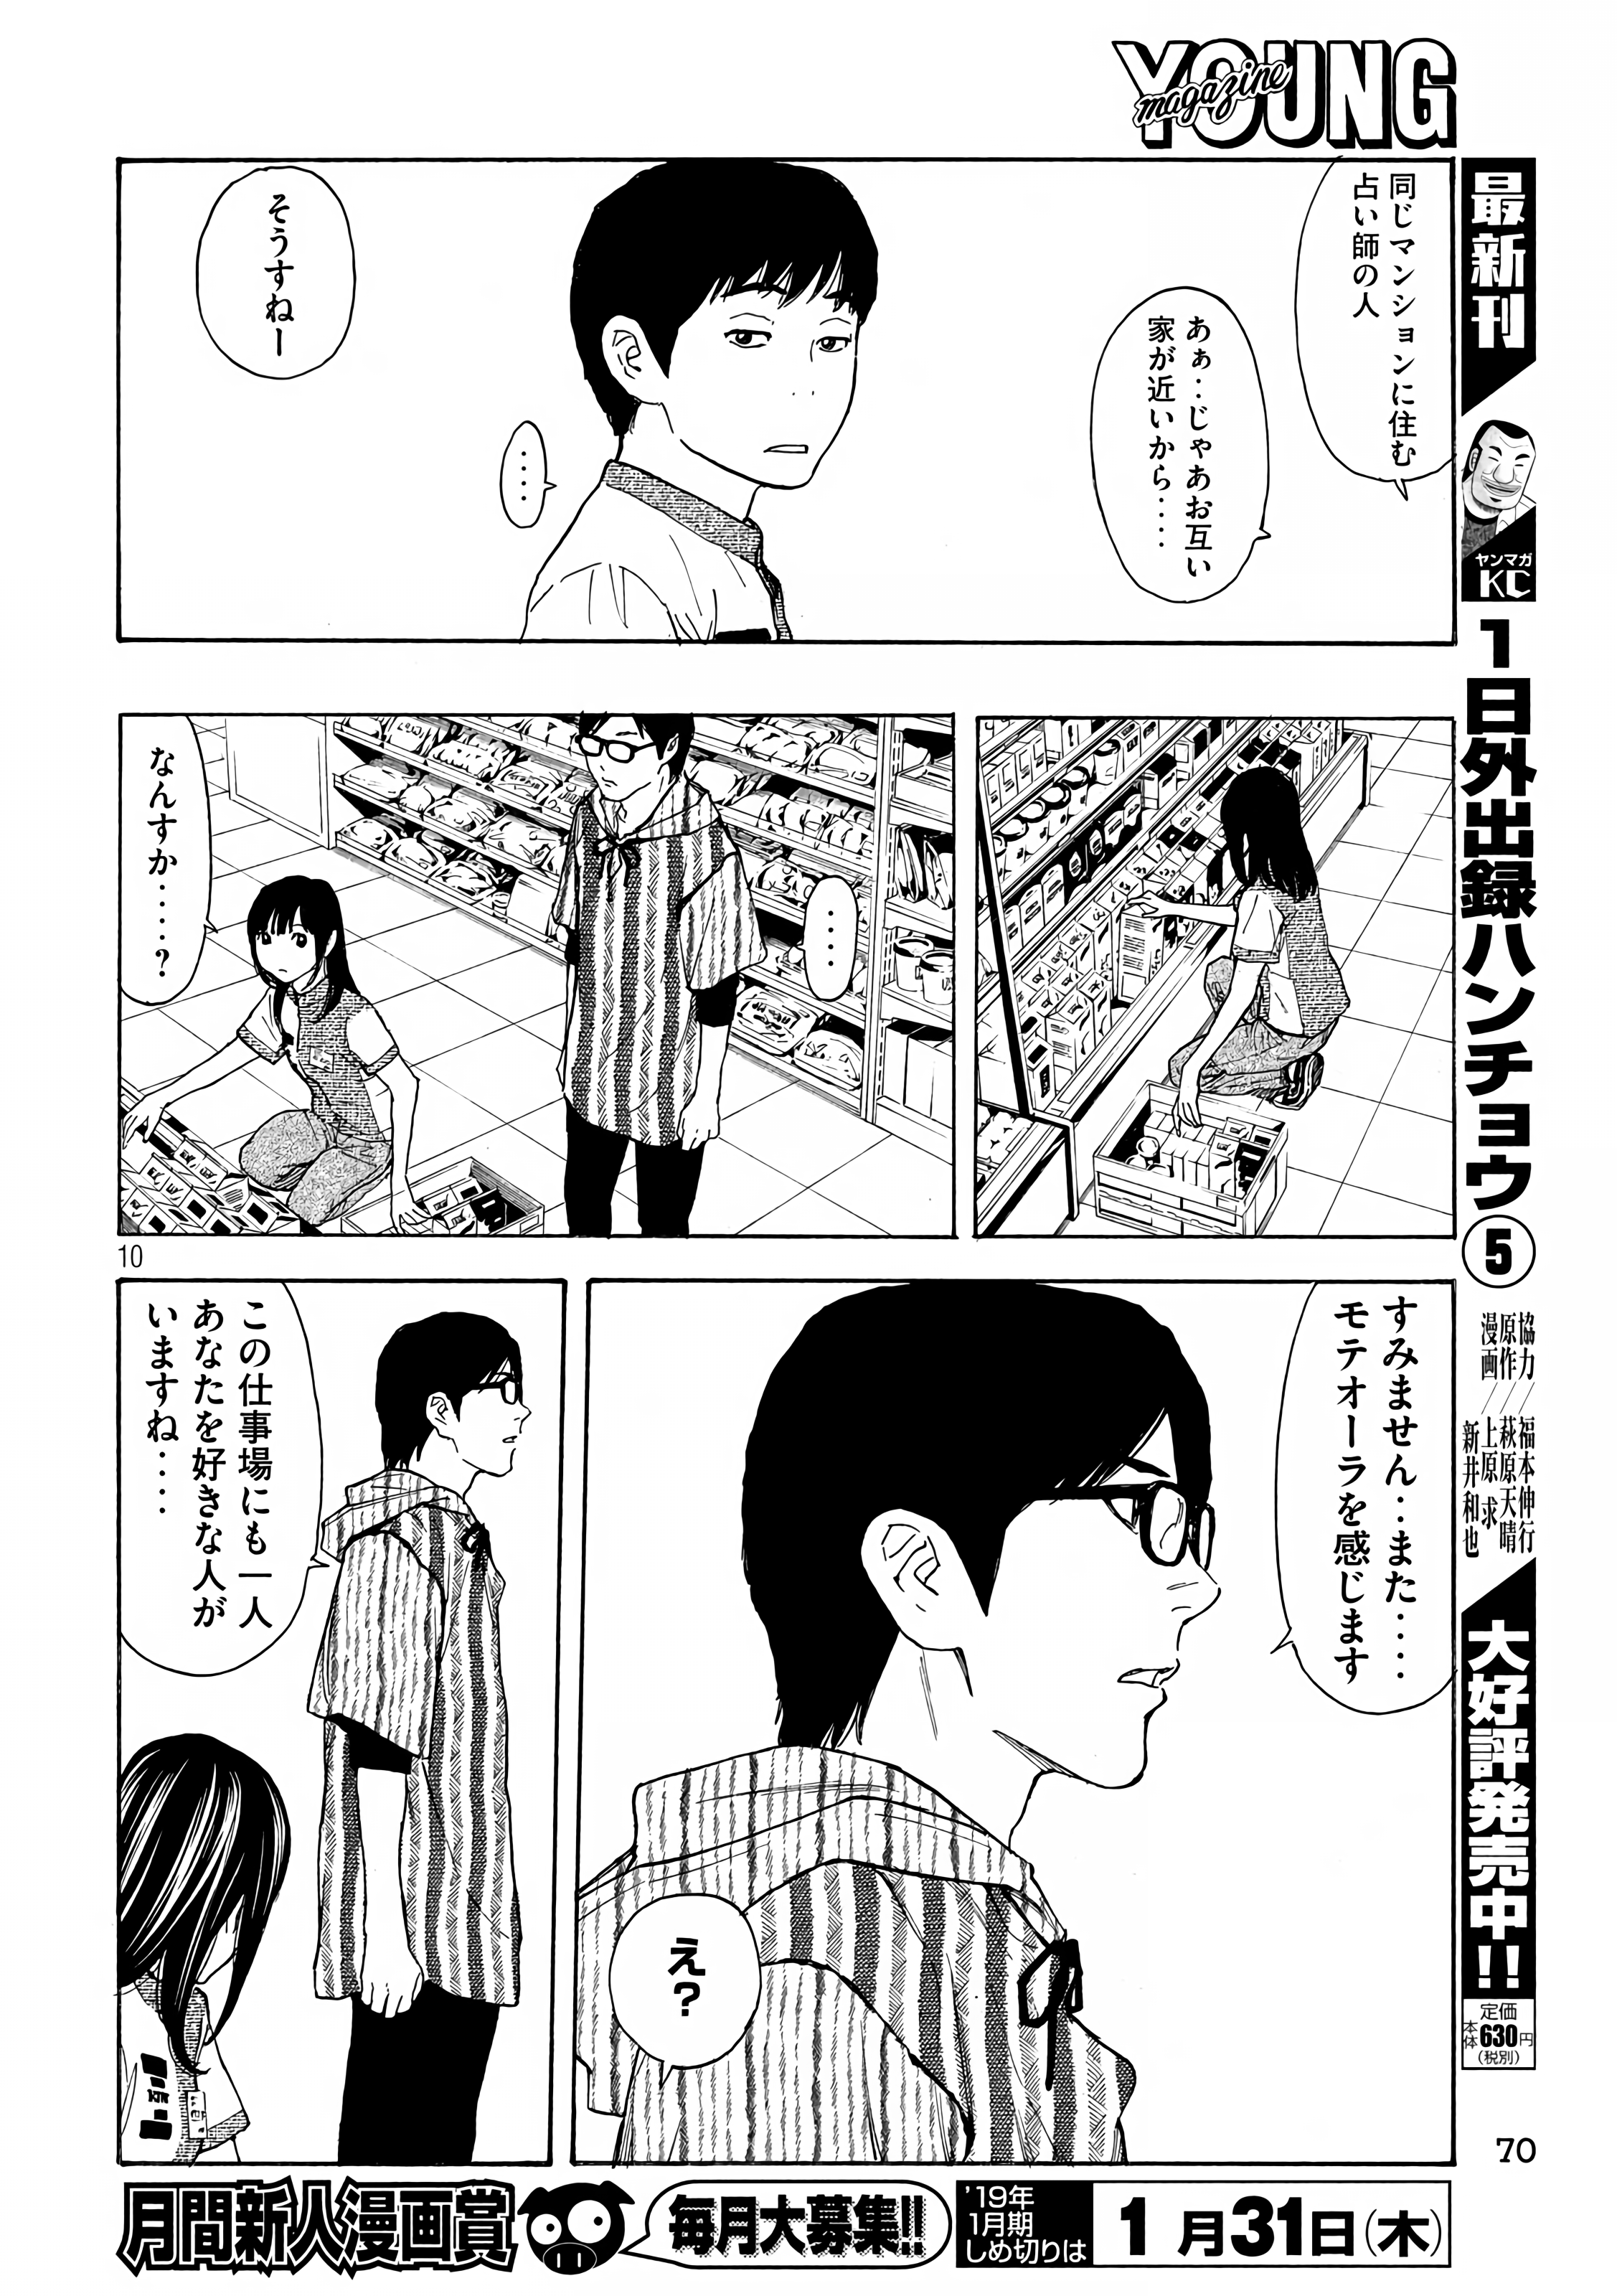 YOUNG
magazine
同じマンションに住む
占い師の人
あぁ‥じゃあお互い
家が近いから‥‥
‥‥
そうすねー
‥‥
なんすか‥‥?
すみません‥また‥‥
モテオーラを感じます
え?
この仕事場にも一人
あなたを好きな人が
いますね‥‥
10
最新刊
ヤンマガ
KC
1日外出録ハンチョウ⑤
協力/福本伸行
原作/萩原天晴
漫画/上原求
新井和也
大好評発売中!!
定価
本体630円
(税別)
70
月間新人漫画賞
毎月大募集!!
'19年
1月期
しめ切りは
1月31日(木)